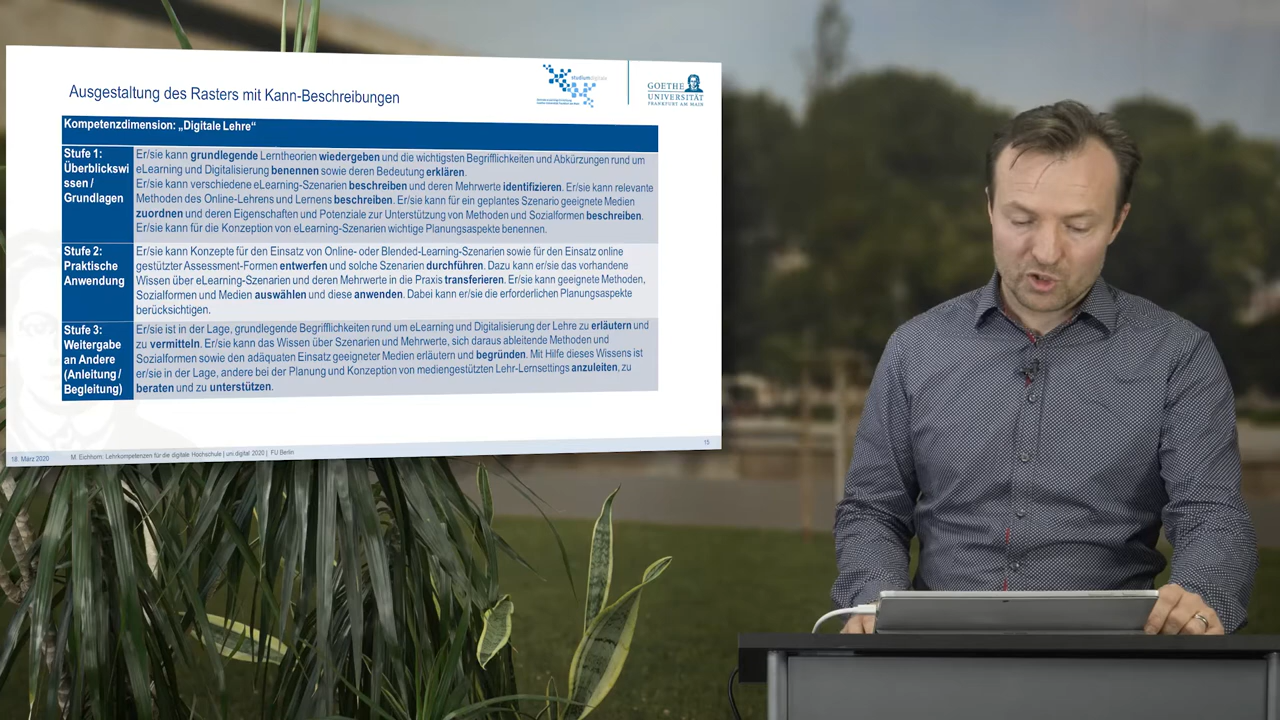 studiumdigitale
GOETHE
UNIVERSITÄT
FRANKFURT AM MAIN
Ausgestaltung des Rasters mit Kann-Beschreibungen
Kompetenzdimension: „Digitale Lehre“
Stufe 1:
Überblickswi
ssen /
Grundlagen
Er/sie kann grundlegende Lerntheorien wiedergeben und die wichtigsten Begrifflichkeiten und Abkürzungen rund um
eLearning und Digitalisierung benennen sowie deren Bedeutung erklären.
Er/sie kann verschiedene eLearning-Szenarien beschreiben und deren Mehrwerte identifizieren. Er/sie kann relevante
Methoden des Online-Lehrens und Lernens beschreiben. Er/sie kann für ein geplantes Szenario geeignete Medien
zuordnen und deren Eigenschaften und Potenziale zur Unterstützung von Methoden und Sozialformen beschreiben.
Er/sie kann für die Konzeption von eLearning-Szenarien wichtige Planungsaspekte benennen.
Stufe 2:
Praktische
Anwendung
Er/sie kann Konzepte für den Einsatz von Online- oder Blended-Learning-Szenarien sowie für den Einsatz online
gestützter Assessment-Formen entwerfen und solche Szenarien durchführen. Dazu kann er/sie das vorhandene
Wissen über eLearning-Szenarien und deren Mehrwerte in die Praxis transferieren. Er/sie kann geeignete Methoden,
Sozialformen und Medien auswählen und diese anwenden. Dabei kann er/sie die erforderlichen Planungsaspekte
berücksichtigen.
Stufe 3:
Weitergabe
an Andere
(Anleitung /
Begleitung)
Er/sie ist in der Lage, grundlegende Begrifflichkeiten rund um eLearning und Digitalisierung der Lehre zu erläutern und
zu vermitteln. Er/sie kann das Wissen über Szenarien und Mehrwerte, sich daraus ableitende Methoden und
Sozialformen sowie den adäquaten Einsatz geeigneter Medien erläutern und begründen. Mit Hilfe dieses Wissens ist
er/sie in der Lage, andere bei der Planung und Konzeption von mediengestützten Lehr-Lernsettings anzuleiten, zu
beraten und zu unterstützen.
18. März 2020
M. Eichhorn: Lehrkompetenzen für die digitale Hochschule | uni.digital 2020 | FU Berlin
15